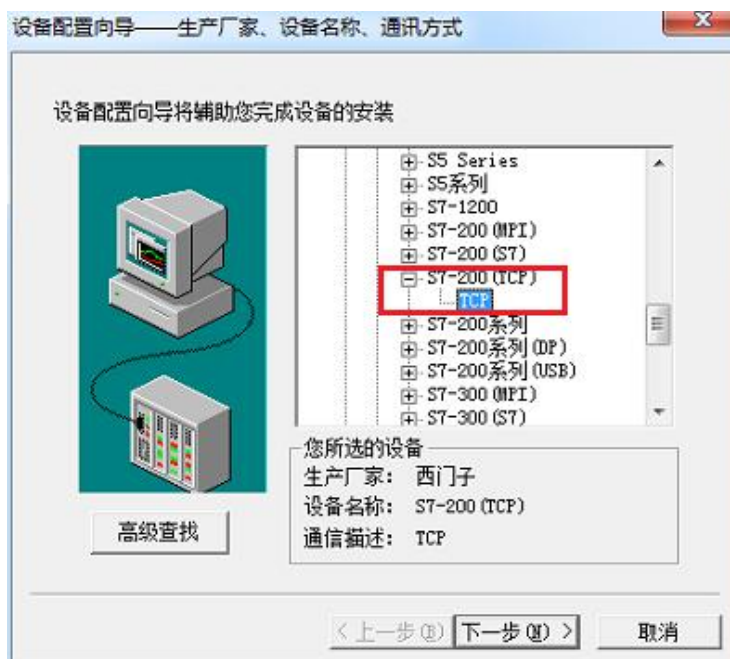 设备配置向导——生产厂家、设备名称、通讯方式
设备配置向导将辅助您完成设备的安装
S5 Series
S5系列
S7-1200
S7-200(MPI)
S7-200(S7)
S7-200(TCP)
TCP
S7-200系列
S7-200系列(DP)
S7-200系列(USB)
S7-300(MPI)
S7-300(S7)
您所选的设备
生产厂家： 西门子
设备名称： S7-200(TCP)
通信描述： TCP
高级查找
< 上一步(B) 下一步(N) > 取消